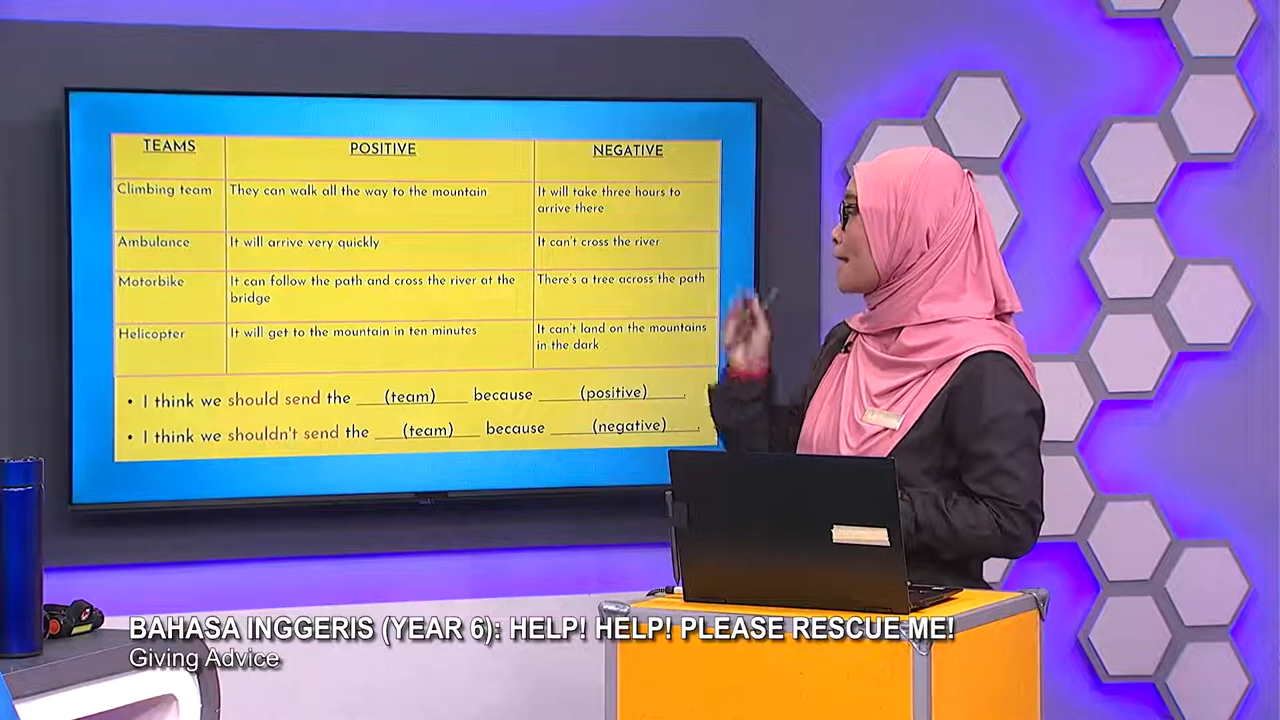 TEAMS POSITIVE NEGATIVE
Climbing team They can walk all the way to the mountain It will take three hours to
arrive there
Ambulance It will arrive very quickly It can't cross the river
Motorbike It can follow the path and cross the river at the There's a tree across the path
bridge
Helicopter It will get to the mountain in ten minutes It can't land on the mountains
in the dark
• I think we should send the ___(team)___ because ____(positive)____.
• I think we shouldn't send the ___(team)___ because ____(negative)____.
BAHASA INGGERIS (YEAR 6): HELP! HELP! PLEASE RESCUE ME!
Giving Advice